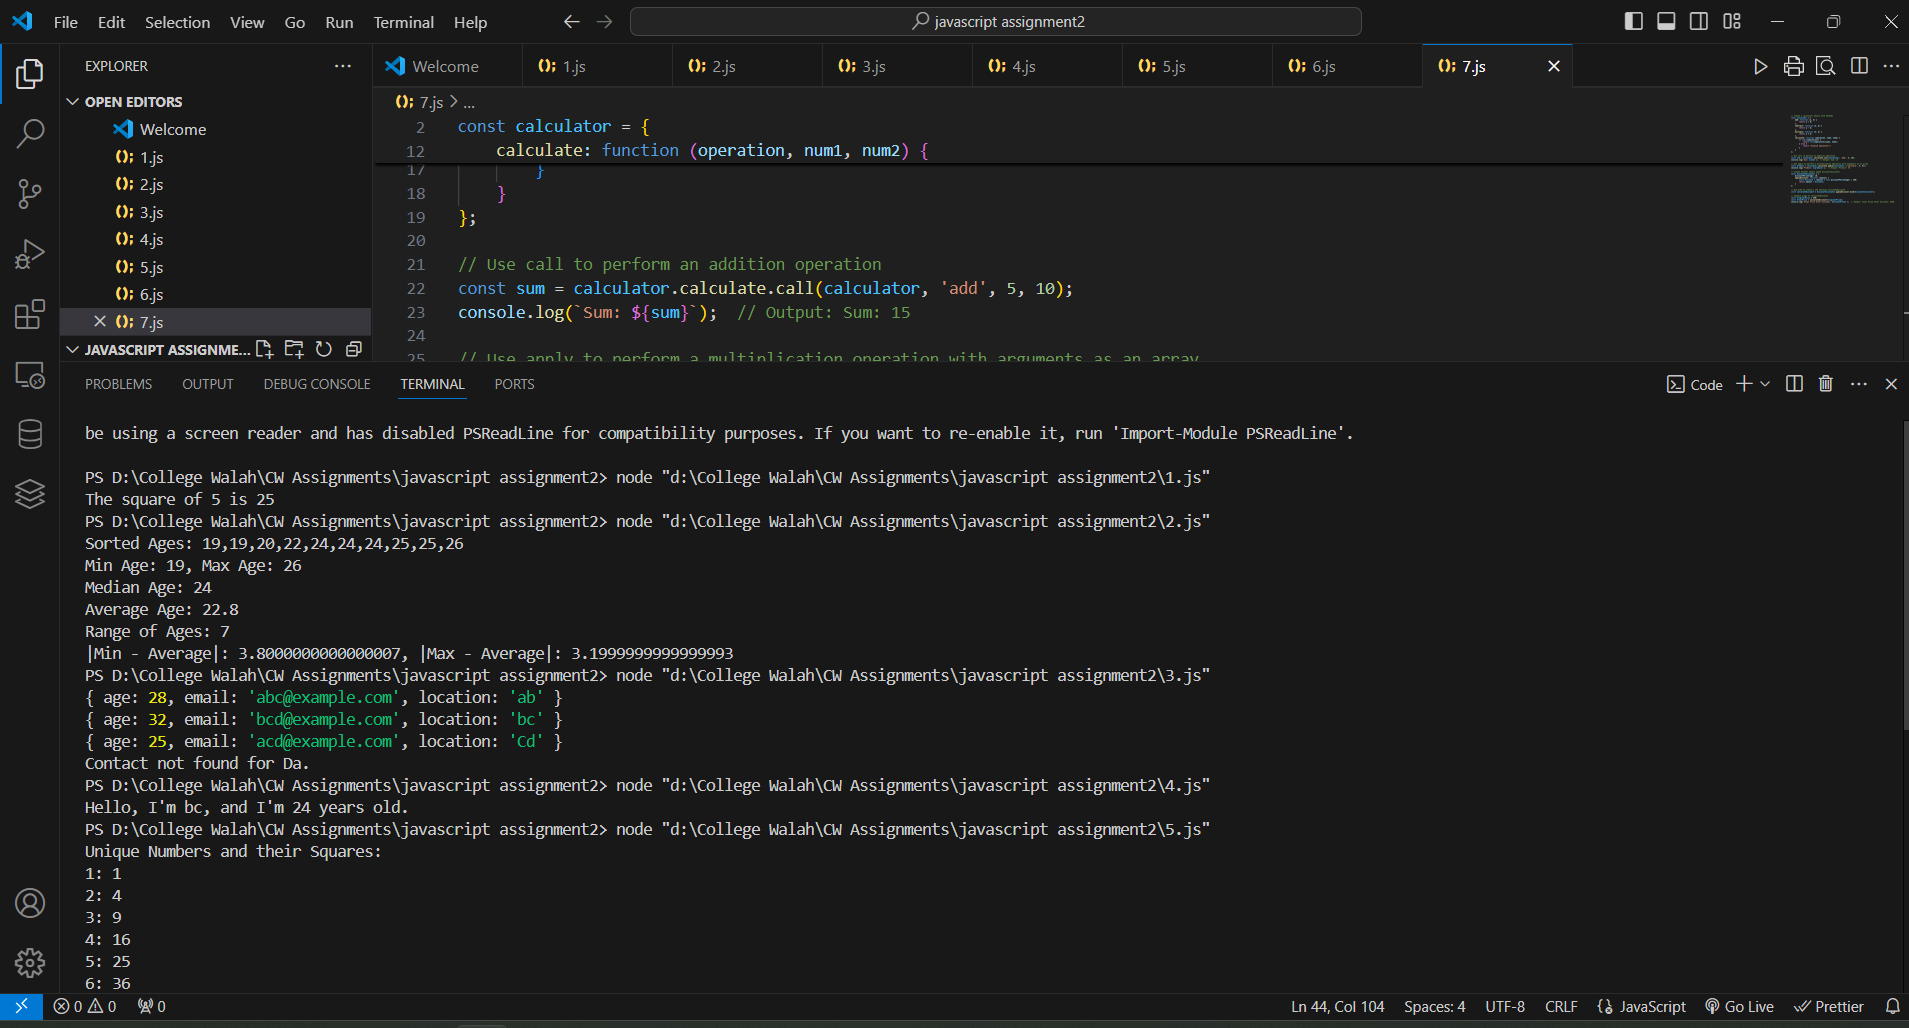 File Edit Selection View Go Run Terminal Help
javascript assignment2
EXPLORER
OPEN EDITORS
Welcome
1.js
2.js
3.js
4.js
5.js
6.js
7.js
JAVASCRIPT ASSIGNME...
Welcome 1.js 2.js 3.js 4.js 5.js 6.js 7.js
7.js > ...
2 const calculator = {
12 calculate: function (operation, num1, num2) {
17 }
18 }
19 };
20
21 // Use call to perform an addition operation
22 const sum = calculator.calculate.call(calculator, 'add', 5, 10);
23 console.log(`Sum: ${sum}`); // Output: Sum: 15
24
25 // Use apply to perform a multiplication operation with arguments as an array
PROBLEMS OUTPUT DEBUG CONSOLE TERMINAL PORTS
Code
be using a screen reader and has disabled PSReadLine for compatibility purposes. If you want to re-enable it, run 'Import-Module PSReadLine'.
PS D:\College Walah\CW Assignments\javascript assignment2> node "d:\College Walah\CW Assignments\javascript assignment2\1.js"
The square of 5 is 25
PS D:\College Walah\CW Assignments\javascript assignment2> node "d:\College Walah\CW Assignments\javascript assignment2\2.js"
Sorted Ages: 19,19,20,22,24,24,24,25,25,26
Min Age: 19, Max Age: 26
Median Age: 24
Average Age: 22.8
Range of Ages: 7
|Min - Average|: 3.8000000000000007, |Max - Average|: 3.1999999999999993
PS D:\College Walah\CW Assignments\javascript assignment2> node "d:\College Walah\CW Assignments\javascript assignment2\3.js"
{ age: 28, email: 'abc@example.com', location: 'ab' }
{ age: 32, email: 'bcd@example.com', location: 'bc' }
{ age: 25, email: 'acd@example.com', location: 'Cd' }
Contact not found for Da.
PS D:\College Walah\CW Assignments\javascript assignment2> node "d:\College Walah\CW Assignments\javascript assignment2\4.js"
Hello, I'm bc, and I'm 24 years old.
PS D:\College Walah\CW Assignments\javascript assignment2> node "d:\College Walah\CW Assignments\javascript assignment2\5.js"
Unique Numbers and their Squares:
1: 1
2: 4
3: 9
4: 16
5: 25
6: 36
0 0 0
Ln 44, Col 104 Spaces: 4 UTF-8 CRLF JavaScript Go Live Prettier